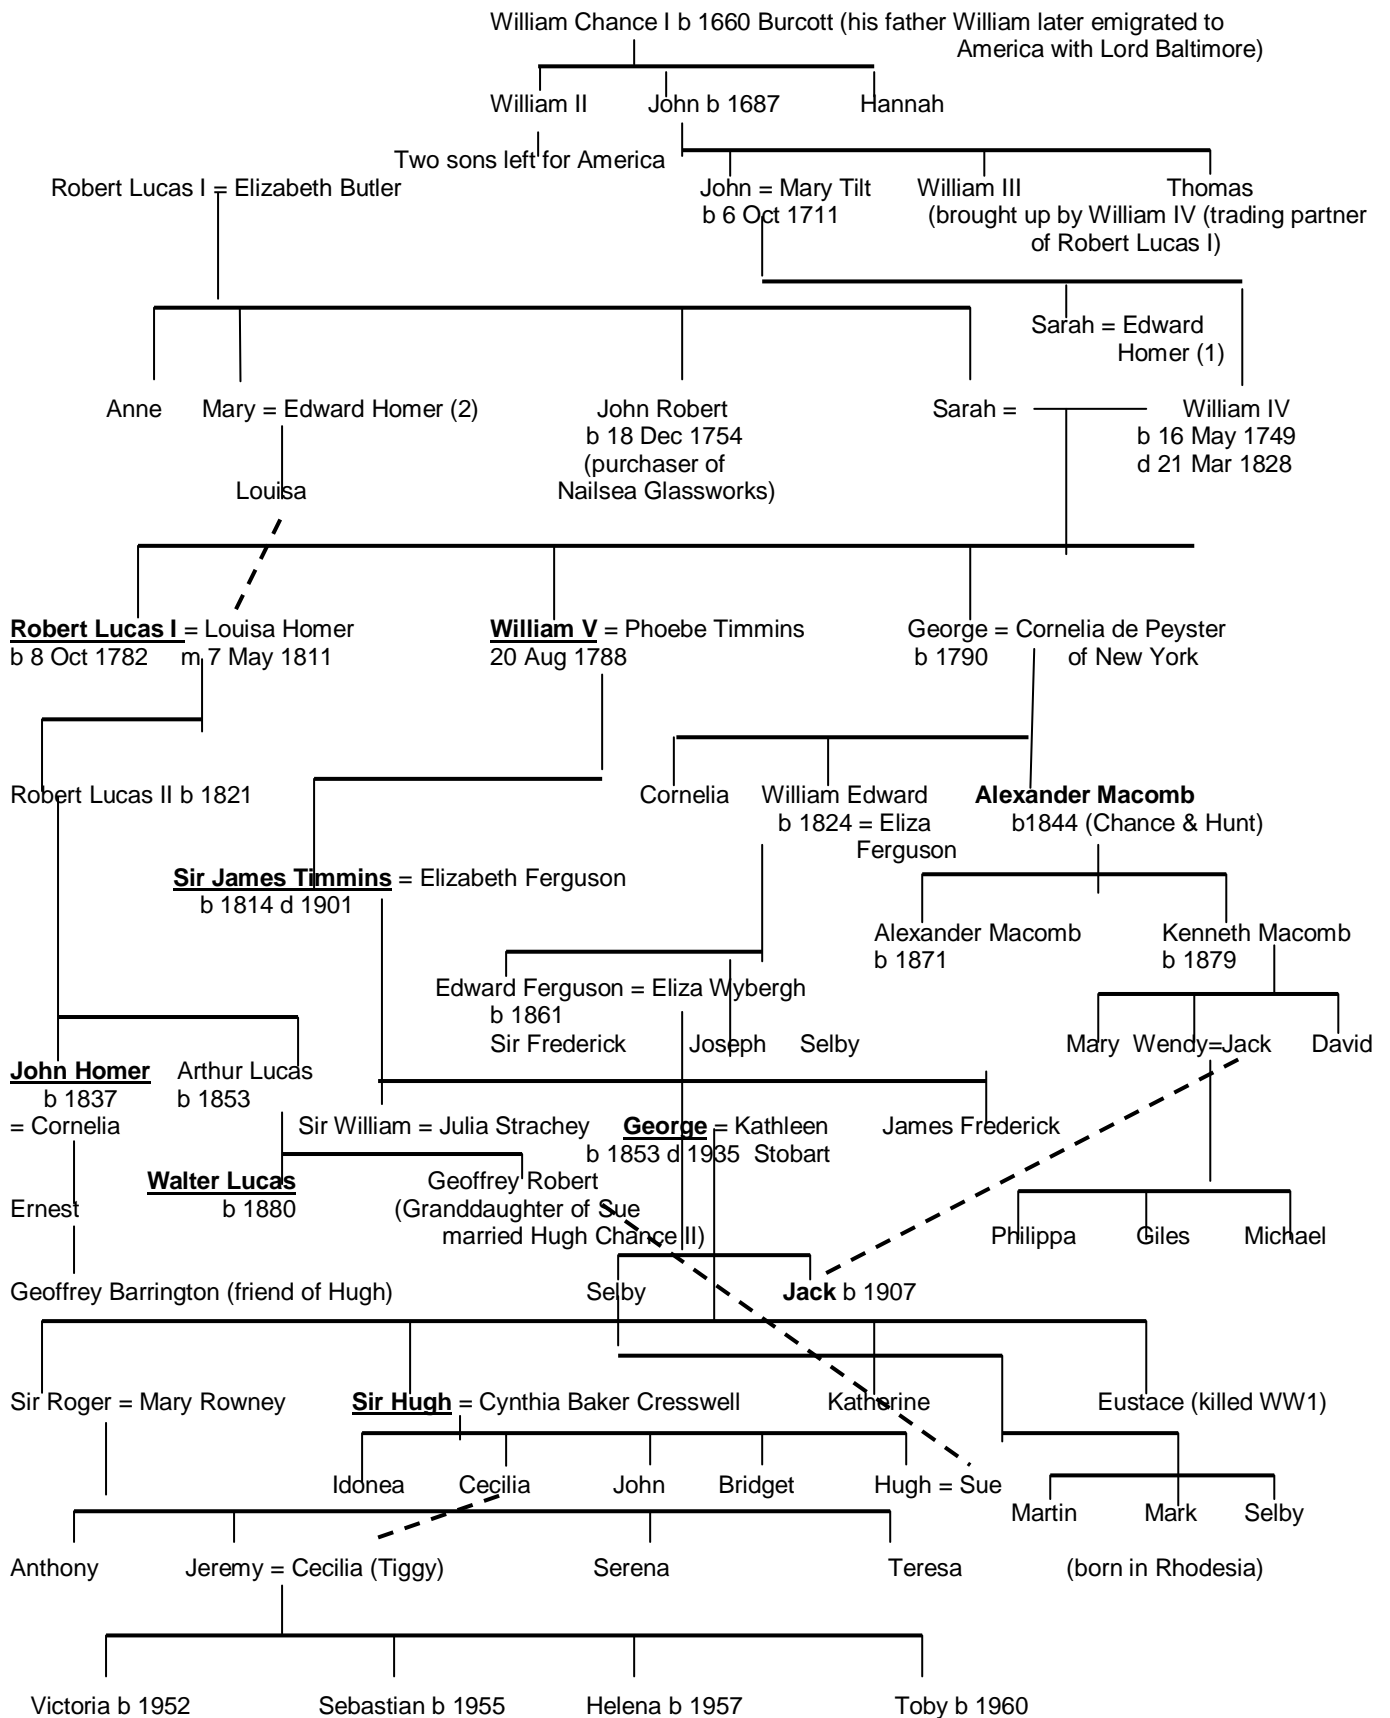 William Chance I b 1660 Burcott (his father William later emigrated to
America with Lord Baltimore)
William II John b 1687 Hannah
Two sons left for America
Robert Lucas I = Elizabeth Butler John = Mary Tilt William III Thomas
b 6 Oct 1711 (brought up by William IV (trading partner
of Robert Lucas I)
Sarah = Edward
Homer (1)
Anne Mary = Edward Homer (2) John Robert Sarah = William IV
b 18 Dec 1754 b 16 May 1749
(purchaser of d 21 Mar 1828
Louisa Nailsea Glassworks)
Robert Lucas I = Louisa Homer William V = Phoebe Timmins George = Cornelia de Peyster
b 8 Oct 1782 m 7 May 1811 20 Aug 1788 b 1790 of New York
Robert Lucas II b 1821 Cornelia William Edward Alexander Macomb
b 1824 = Eliza b1844 (Chance & Hunt)
Ferguson
Sir James Timmins = Elizabeth Ferguson
b 1814 d 1901
Alexander Macomb Kenneth Macomb
b 1871 b 1879
Edward Ferguson = Eliza Wybergh
b 1861
Sir Frederick Joseph Selby Mary Wendy=Jack David
John Homer Arthur Lucas
b 1837 b 1853
= Cornelia Sir William = Julia Strachey George = Kathleen James Frederick
b 1853 d 1935 Stobart
Walter Lucas Geoffrey Robert
Ernest b 1880 (Granddaughter of Sue
married Hugh Chance II) Philippa Giles Michael
Geoffrey Barrington (friend of Hugh) Selby Jack b 1907
Sir Roger = Mary Rowney Sir Hugh = Cynthia Baker Cresswell Katherine Eustace (killed WW1)
Idonea Cecilia John Bridget Hugh = Sue
Martin Mark Selby
Anthony Jeremy = Cecilia (Tiggy) Serena Teresa (born in Rhodesia)
Victoria b 1952 Sebastian b 1955 Helena b 1957 Toby b 1960